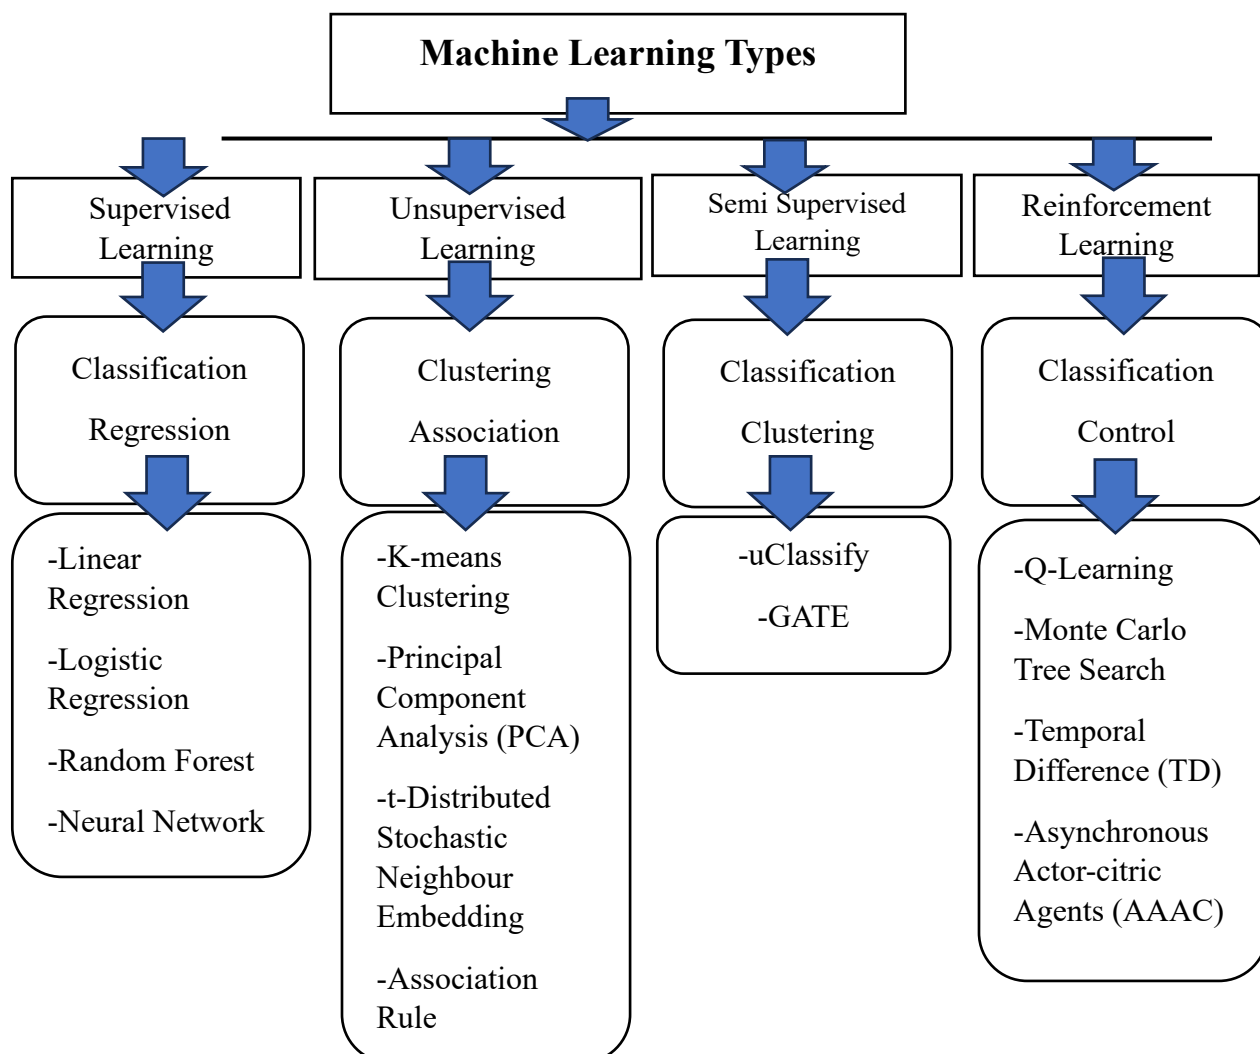 Machine Learning Types
Supervised
Learning
Unsupervised
Learning
Semi Supervised
Learning
Reinforcement
Learning
Classification
Regression
Clustering
Association
Classification
Clustering
Classification
Control
-Linear
Regression
-Logistic
Regression
-Random Forest
-Neural Network
-K-means
Clustering
-Principal
Component
Analysis (PCA)
-t-Distributed
Stochastic
Neighbour
Embedding
-Association
Rule
-uClassify
-GATE
-Q-Learning
-Monte Carlo
Tree Search
-Temporal
Difference (TD)
-Asynchronous
Actor-citric
Agents (AAAC)